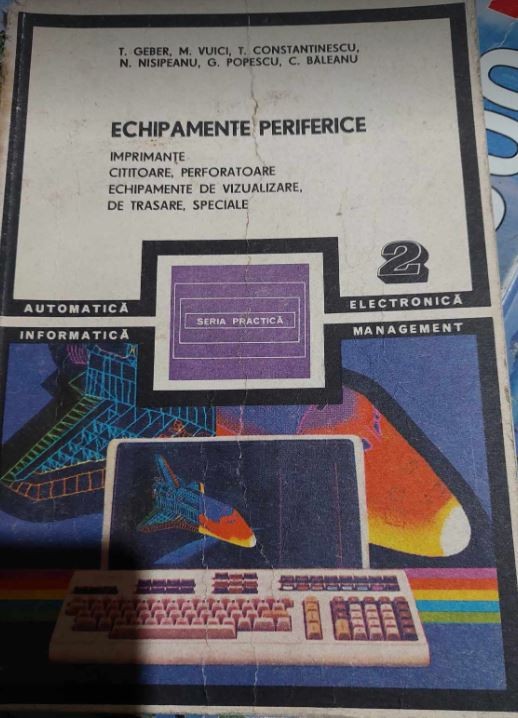 T. GEBER, M. VUICI, T. CONSTANTINESCU,
N. NISIPEANU, G. POPESCU, C. BĂLEANU
ECHIPAMENTE PERIFERICE
IMPRIMANTE
CITITOARE, PERFORATOARE
ECHIPAMENTE DE VIZUALIZARE,
DE TRASARE, SPECIALE
2
AUTOMATICĂ
ELECTRONICĂ
SERIA PRACTICĂ
INFORMATICĂ
MANAGEMENT